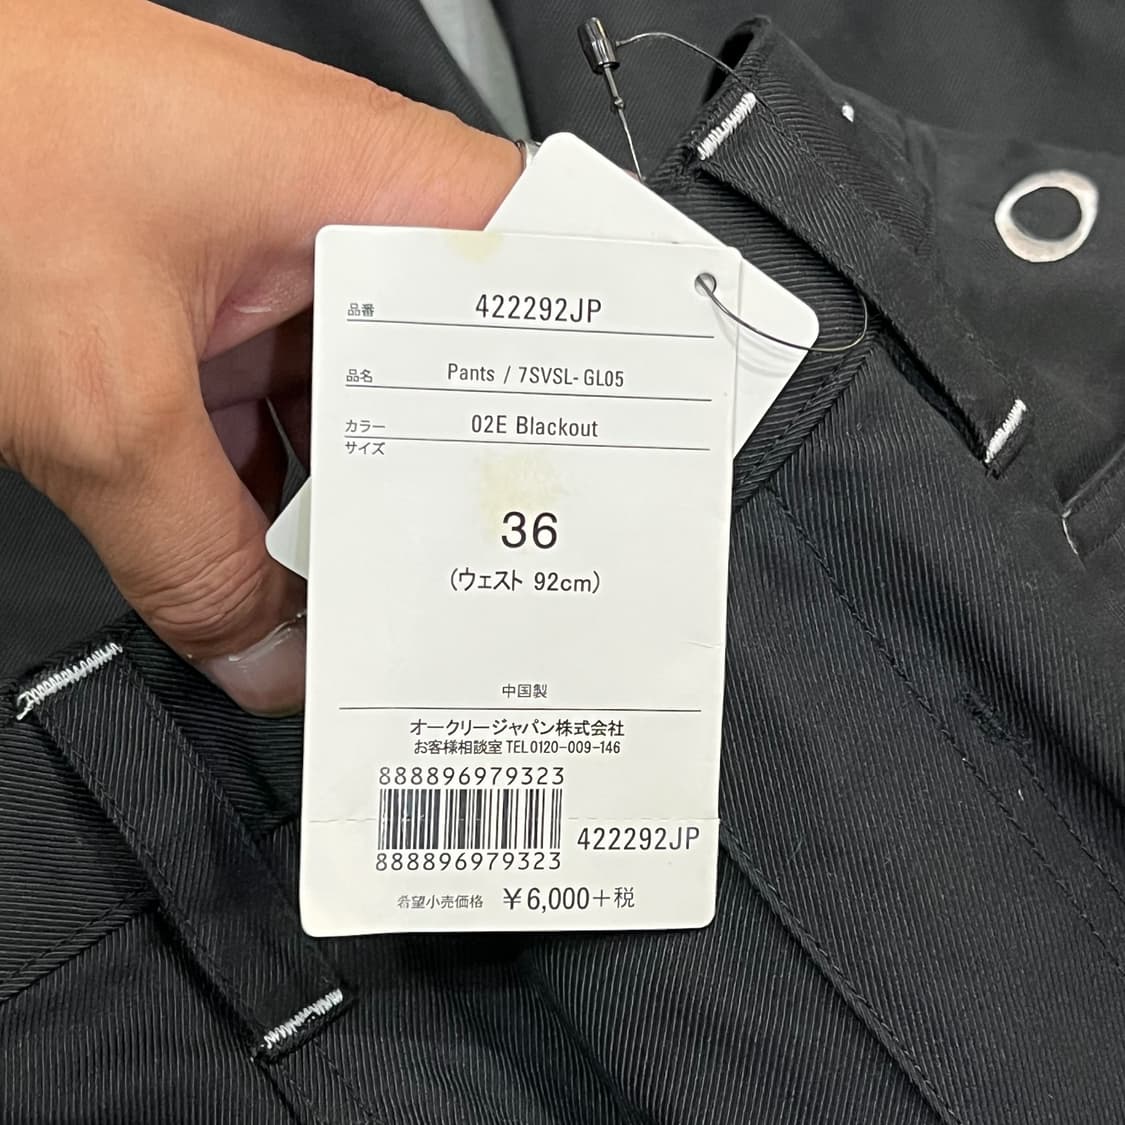 品番 422292JP
品名 Pants / 7SVSL-GL05
カラー 02E Blackout
サイズ
36
(ウェスト 92cm)
中国製
オークリージャパン株式会社
お客様相談室 TEL0120-009-146
888896979323
422292JP
888896979323
希望小売価格 ¥6,000+税